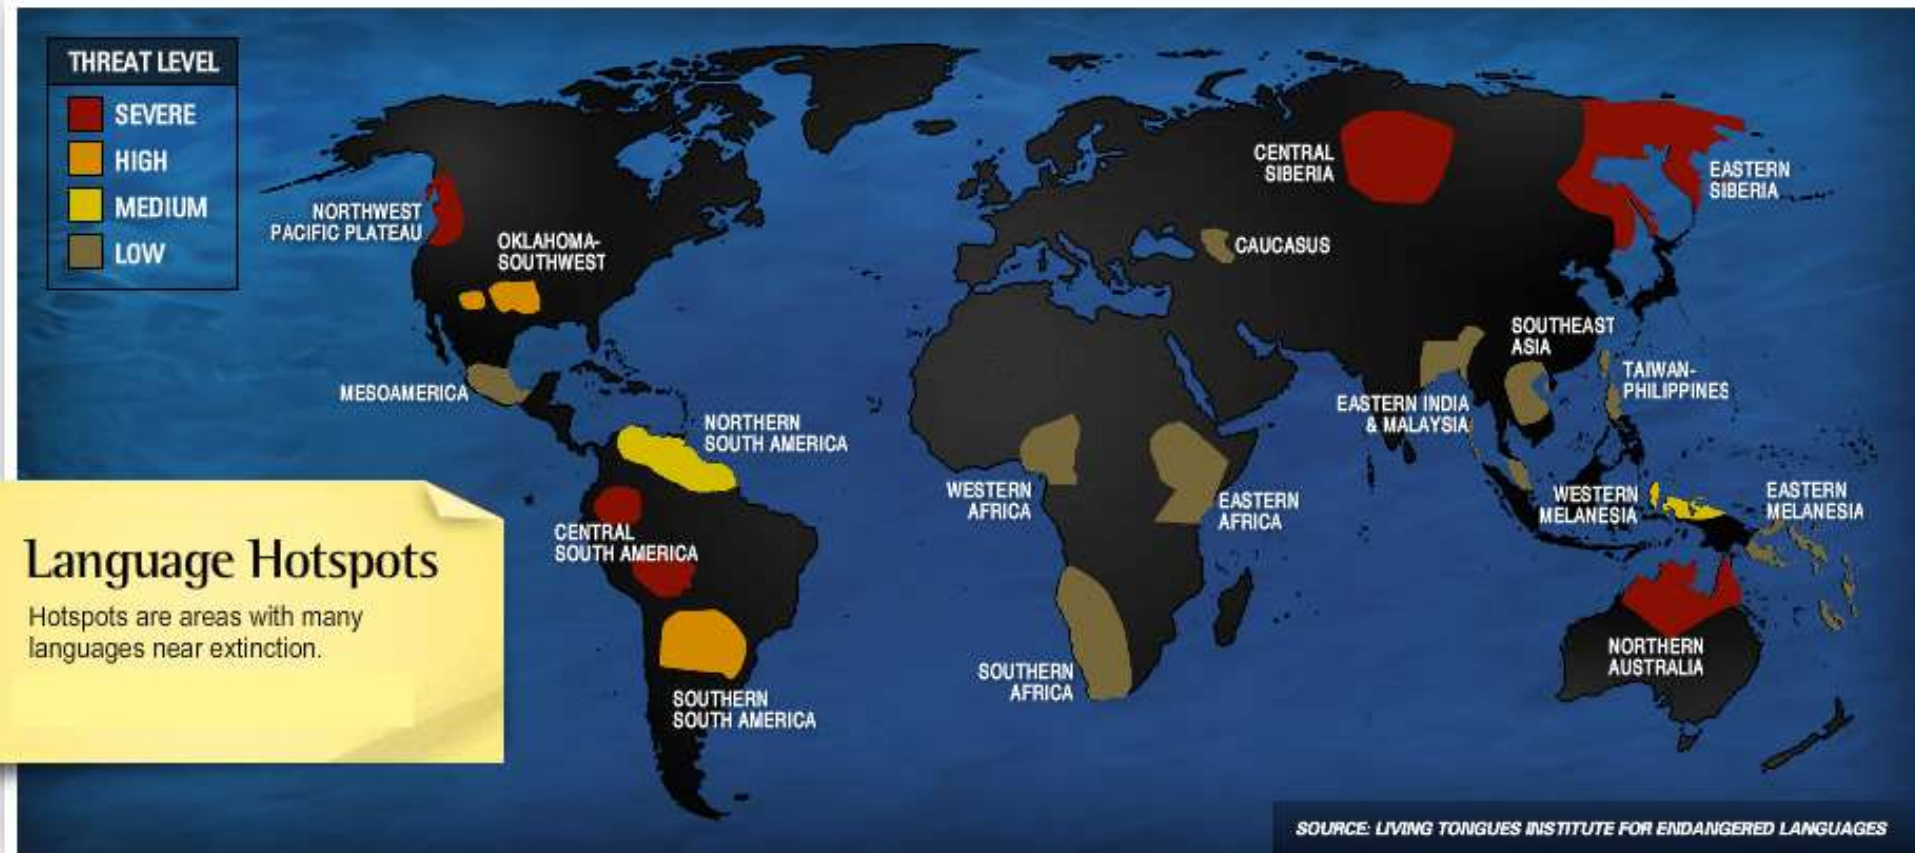 THREAT LEVEL
SEVERE
HIGH
MEDIUM
LOW
NORTHWEST
PACIFIC PLATEAU
OKLAHOMA-
SOUTHWEST
MESOAMERICA
NORTHERN
SOUTH AMERICA
CENTRAL
SOUTH AMERICA
SOUTHERN
SOUTH AMERICA
CENTRAL
SIBERIA
EASTERN
SIBERIA
CAUCASUS
SOUTHEAST
ASIA
TAIWAN-
PHILIPPINES
EASTERN INDIA
& MALAYSIA
WESTERN
AFRICA
EASTERN
AFRICA
SOUTHERN
AFRICA
WESTERN
MELANESIA
EASTERN
MELANESIA
NORTHERN
AUSTRALIA
Language Hotspots
Hotspots are areas with many
languages near extinction.
SOURCE: LIVING TONGUES INSTITUTE FOR ENDANGERED LANGUAGES